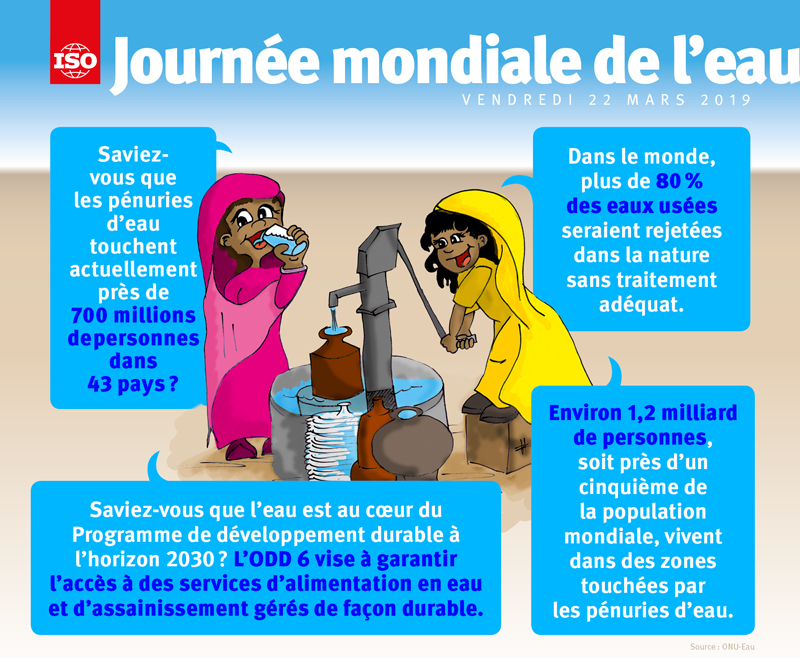 ISO
Journée mondiale de l'eau
VENDREDI 22 MARS 2019
Saviez-
vous que
les pénuries
d'eau
touchent
actuellement
près de
700 millions
depersonnes
dans
43 pays ?
Dans le monde,
plus de 80 %
des eaux usées
seraient rejetées
dans la nature
sans traitement
adéquat.
Saviez-vous que l'eau est au cœur du
Programme de développement durable à
l'horizon 2030 ? L'ODD 6 vise à garantir
l'accès à des services d'alimentation en eau
et d'assainissement gérés de façon durable.
Environ 1,2 milliard
de personnes,
soit près d'un
cinquième de
la population
mondiale, vivent
dans des zones
touchées par
les pénuries d'eau.
Source : ONU-Eau